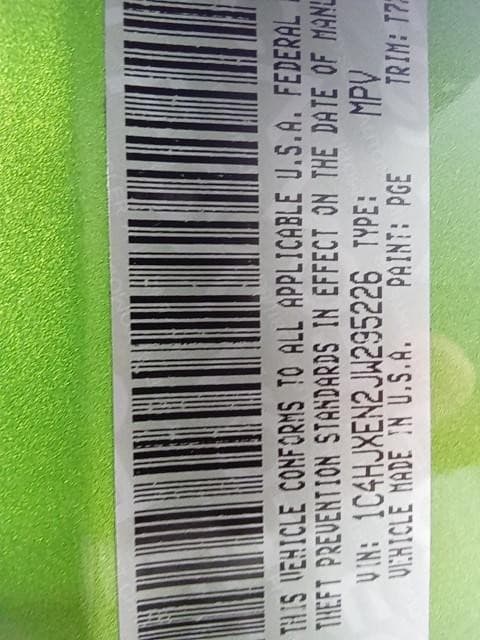 THIS VEHICLE CONFORMS TO ALL APPLICABLE U.S.A. FEDERAL
THEFT PREVENTION STANDARDS IN EFFECT ON THE DATE OF
VIN: 1C4HJXEN2JW295226 TYPE: MPV
VEHICLE MADE IN U.S.A. PAINT: PGE TRIM: